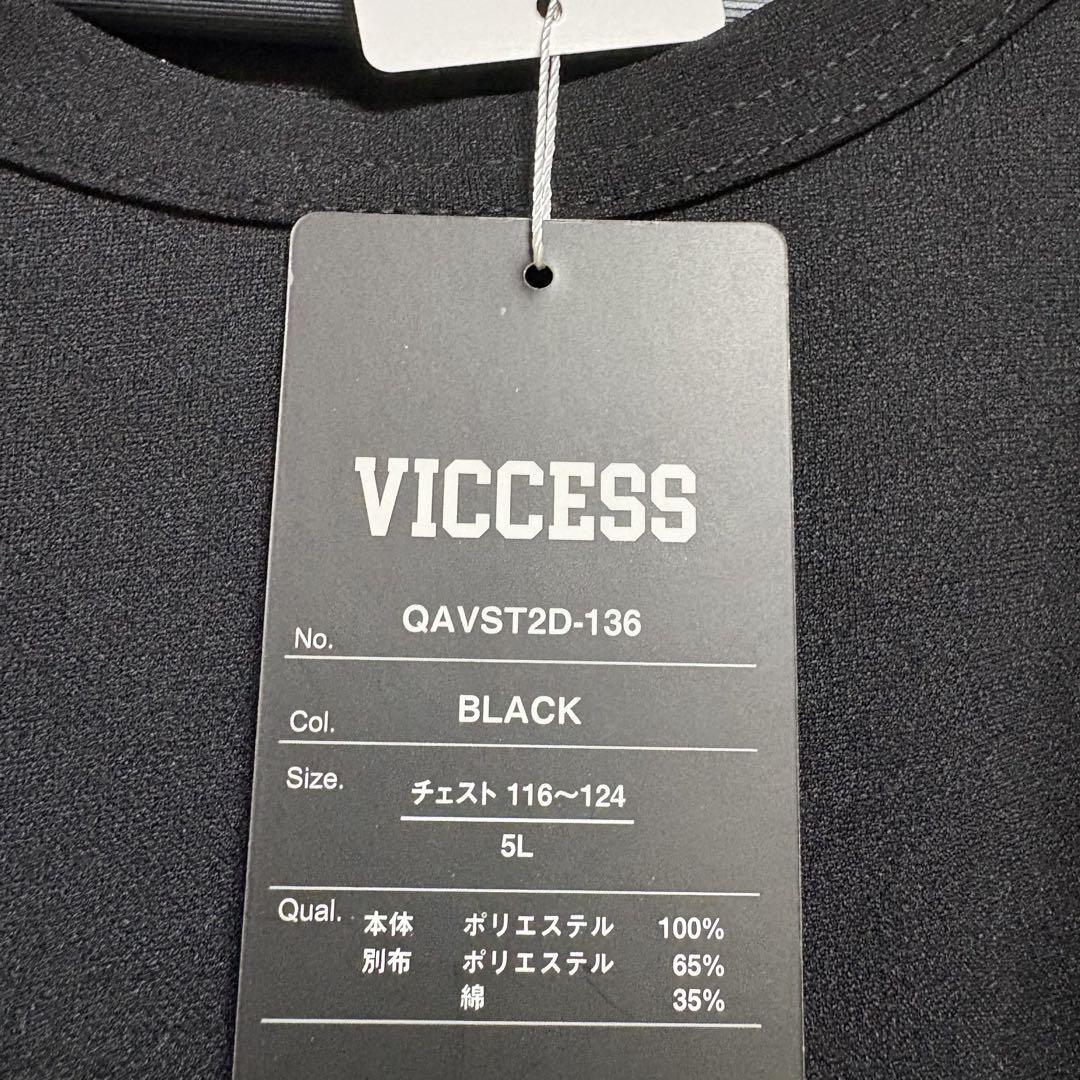 VICCESS
No. QAVST2D-136
Col. BLACK
Size. チェスト 116～124
5L
Qual. 本体 ポリエステル 100%
別布 ポリエステル 65%
綿 35%